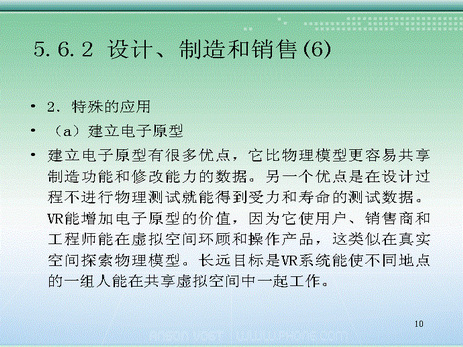 5.6.2 设计、制造和销售(6)
• 2．特殊的应用
• （a）建立电子原型
• 建立电子原型有很多优点，它比物理模型更容易共享
制造功能和修改能力的数据。另一个优点是在设计过
程不进行物理测试就能得到受力和寿命的测试数据。
VR能增加电子原型的价值，因为它使用户、销售商和
工程师能在虚拟空间环顾和操作产品，这类似在真实
空间探索物理模型。长远目标是VR系统能使不同地点
的一组人能在共享虚拟空间中一起工作。
10